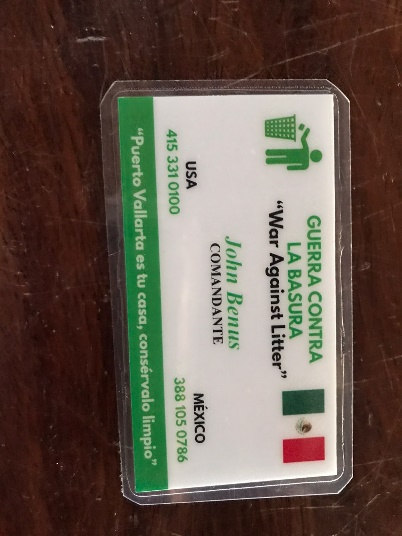 GUERRA CONTRA
LA BASURA
"War Against Litter"
John Benus
COMANDANTE
USA
415 331 0100
MÉXICO
388 105 0786
"Puerto Vallarta es tu casa, consérvalo limpio"